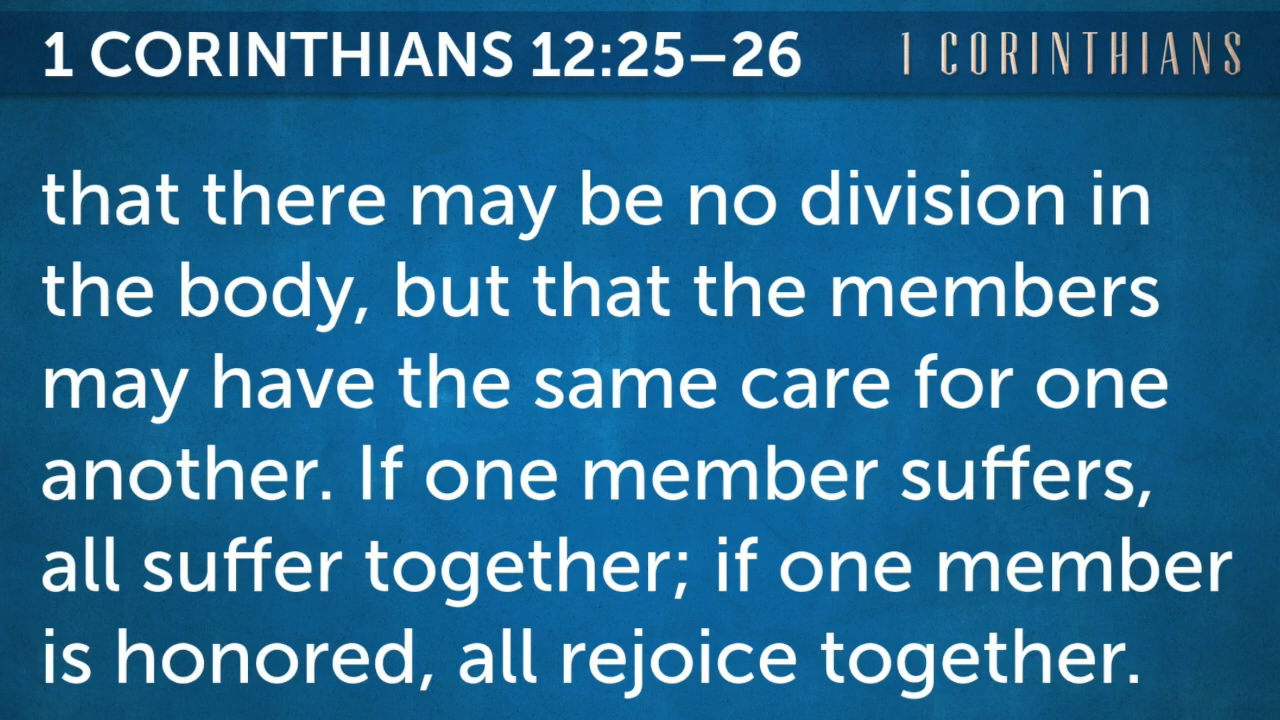 1 CORINTHIANS 12:25–26
1 CORINTHIANS
that there may be no division in
the body, but that the members
may have the same care for one
another. If one member suffers,
all suffer together; if one member
is honored, all rejoice together.